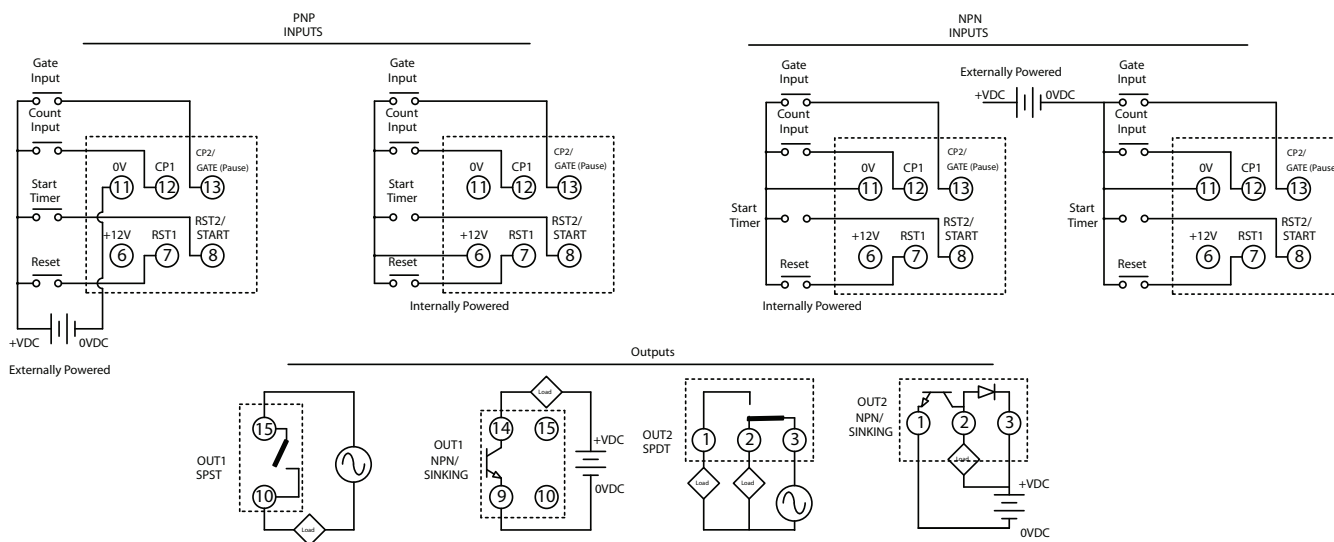 PNP
INPUTS
NPN
INPUTS
Gate
Input
Count
Input
0V
CP1
CP2/
GATE (Pause)
11
12
13
Start
Timer
+12V
RST1
RST2/
START
6
7
8
Reset
+VDC
0VDC
Externally Powered
Gate
Input
Count
Input
0V
CP1
CP2/
GATE (Pause)
11
12
13
Start
Timer
+12V
RST1
RST2/
START
6
7
8
Reset
Internally Powered
Gate
Input
Count
Input
0V
CP1
CP2/
GATE (Pause)
11
12
13
Start
Timer
+12V
RST1
RST2/
START
6
7
8
Reset
Internally Powered
Externally Powered
+VDC
0VDC
Gate
Input
Count
Input
0V
CP1
CP2/
GATE (Pause
11
12
13
Start
Timer
+12V
RST1
RST2/
START
6
7
8
Reset
Outputs
OUT1
SPST
15
10
Load
OUT1
NPN/
SINKING
Load
14
15
9
10
+VDC
0VDC
OUT2
SPDT
1
2
3
Load
Load
OUT2
NPN/
SINKING
1
2
3
Load
+VDC
0VDC